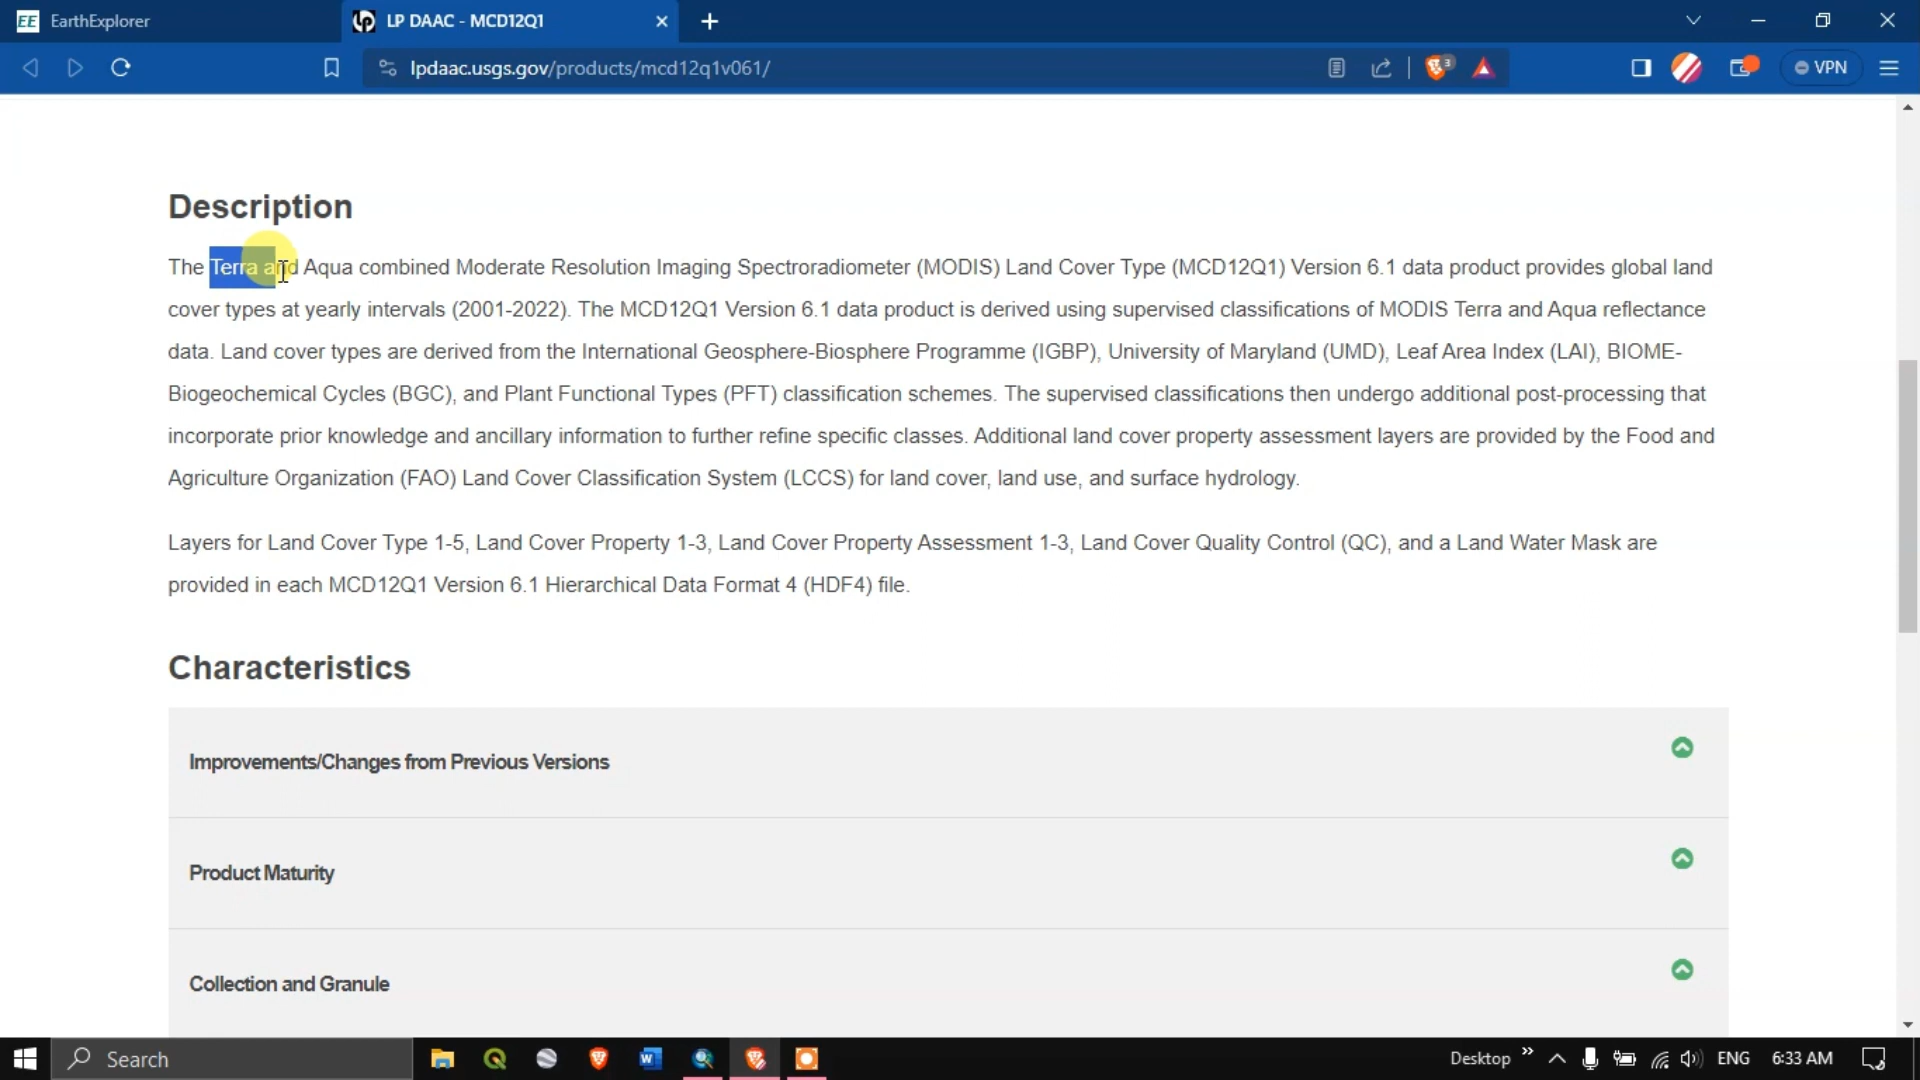 EE EarthExplorer
LP DAAC - MCD12Q1
lpdaac.usgs.gov/products/mcd12q1v061/
3
VPN
Description
The Terra and Aqua combined Moderate Resolution Imaging Spectroradiometer (MODIS) Land Cover Type (MCD12Q1) Version 6.1 data product provides global land
cover types at yearly intervals (2001-2022). The MCD12Q1 Version 6.1 data product is derived using supervised classifications of MODIS Terra and Aqua reflectance
data. Land cover types are derived from the International Geosphere-Biosphere Programme (IGBP), University of Maryland (UMD), Leaf Area Index (LAI), BIOME-
Biogeochemical Cycles (BGC), and Plant Functional Types (PFT) classification schemes. The supervised classifications then undergo additional post-processing that
incorporate prior knowledge and ancillary information to further refine specific classes. Additional land cover property assessment layers are provided by the Food and
Agriculture Organization (FAO) Land Cover Classification System (LCCS) for land cover, land use, and surface hydrology.
Layers for Land Cover Type 1-5, Land Cover Property 1-3, Land Cover Property Assessment 1-3, Land Cover Quality Control (QC), and a Land Water Mask are
provided in each MCD12Q1 Version 6.1 Hierarchical Data Format 4 (HDF4) file.
Characteristics
Improvements/Changes from Previous Versions
Product Maturity
Collection and Granule
Search
Desktop
ENG
6:33 AM